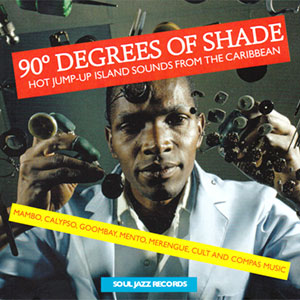 90º DEGREES OF SHADE
HOT JUMP-UP ISLAND SOUNDS FROM THE CARIBBEAN
MAMBO, CALYPSO, GOOMBAY, MENTO, MERENGUE, CULT AND COMPAS MUSIC
SOUL JAZZ RECORDS